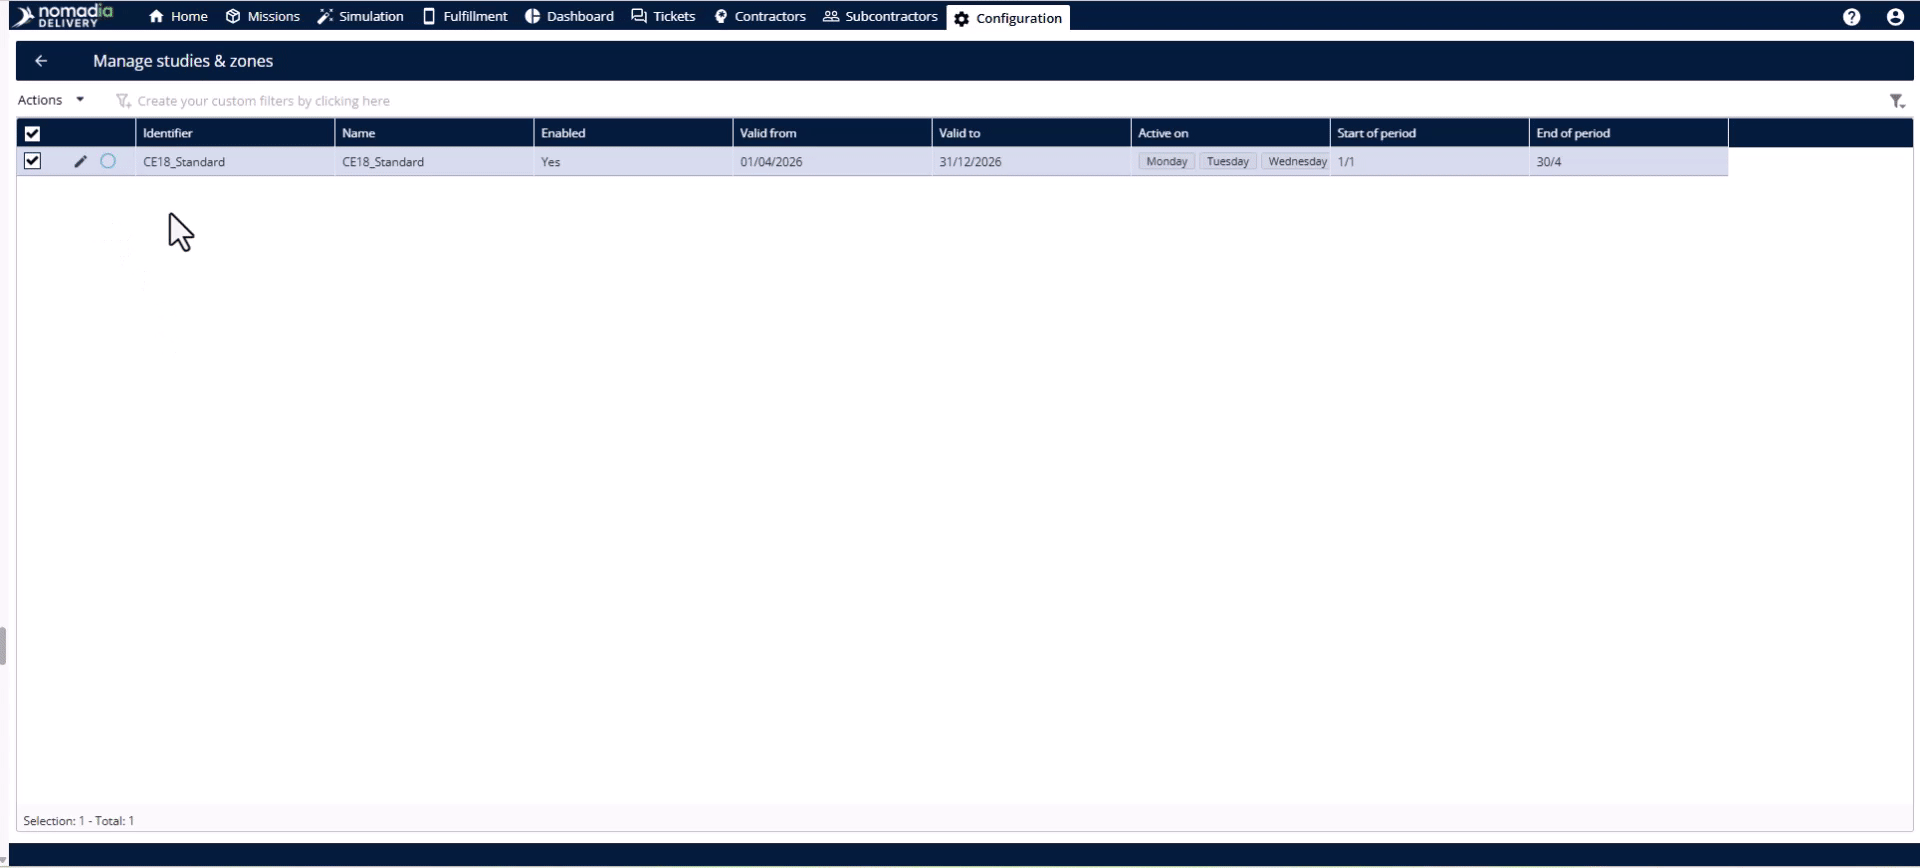 nomadia DELIVERY Home Missions Simulation Fulfillment Dashboard Tickets Contractors Subcontractors Configuration
Manage studies & zones
Actions Create your custom filters by clicking here
Identifier Name Enabled Valid from Valid to Active on Start of period End of period
CE18_Standard CE18_Standard Yes 01/04/2026 31/12/2026 Monday Tuesday Wednesday 1/1 30/4
Selection: 1 - Total: 1